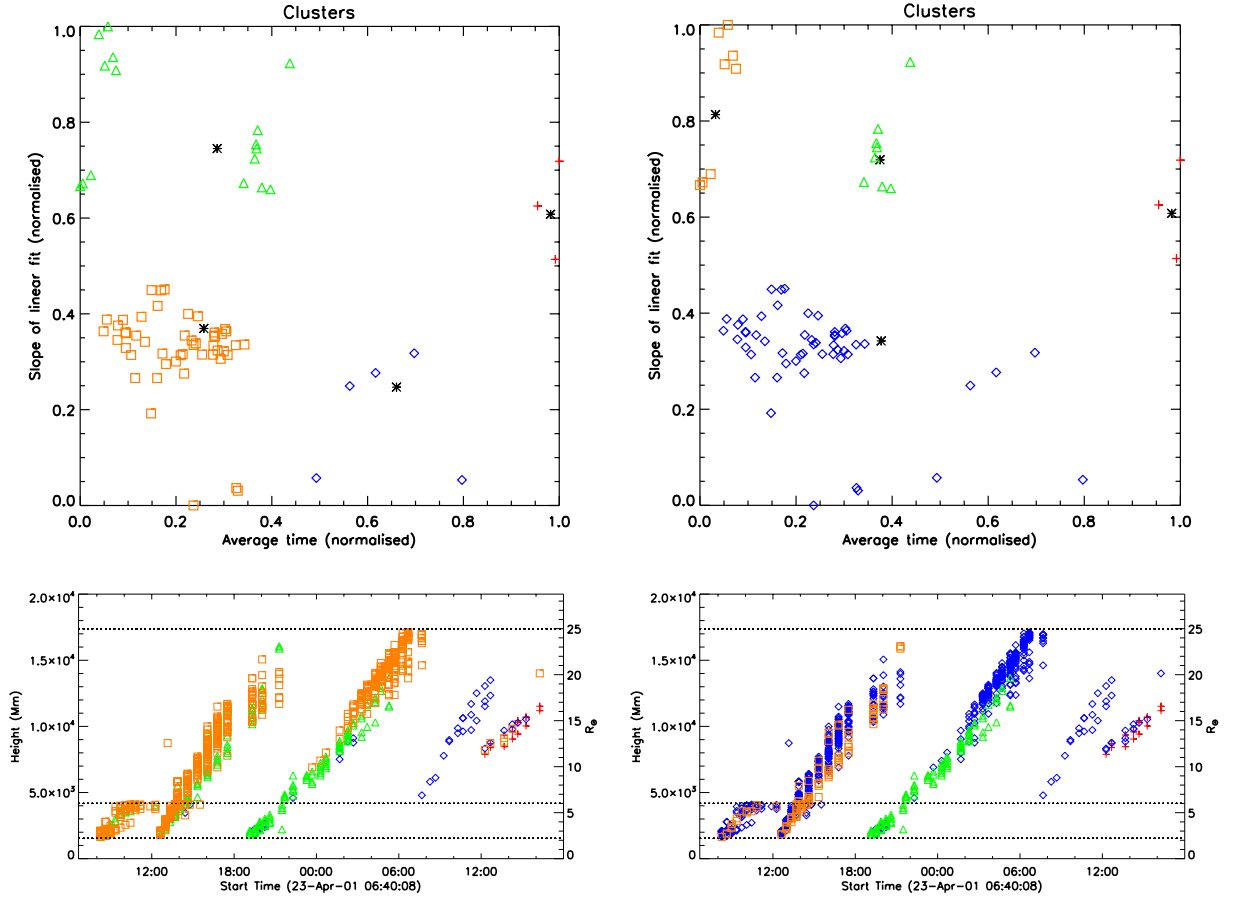 Clusters
1.0
0.8
0.6
0.4
0.2
0.0
Slope of linear fit (normalised)
0.0 0.2 0.4 0.6 0.8 1.0
Average time (normalised)
Clusters
1.0
0.8
0.6
0.4
0.2
0.0
Slope of linear fit (normalised)
0.0 0.2 0.4 0.6 0.8 1.0
Average time (normalised)
2.0×10⁴
1.5×10⁴
1.0×10⁴
5.0×10³
0
Height (Mm)
25
20
15
10
5
0
R⊙
12:00 18:00 00:00 06:00 12:00
Start Time (23-Apr-01 06:40:08)
2.0×10⁴
1.5×10⁴
1.0×10⁴
5.0×10³
0
Height (Mm)
25
20
15
10
5
0
R⊙
12:00 18:00 00:00 06:00 12:00
Start Time (23-Apr-01 06:40:08)